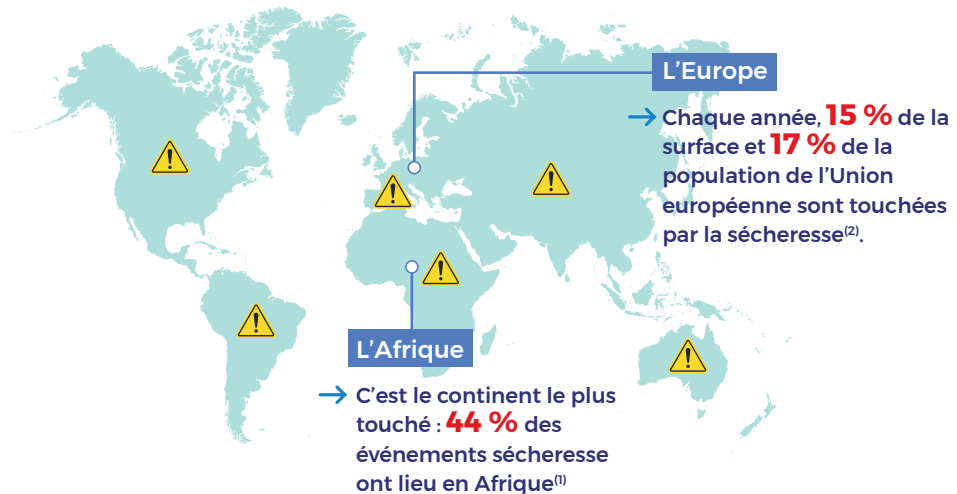 L'Europe
→ Chaque année, 15 % de la
surface et 17 % de la
population de l'Union
européenne sont touchées
par la sécheresse(2).
L'Afrique
→ C'est le continent le plus
touché : 44 % des
événements sécheresse
ont lieu en Afrique(1)